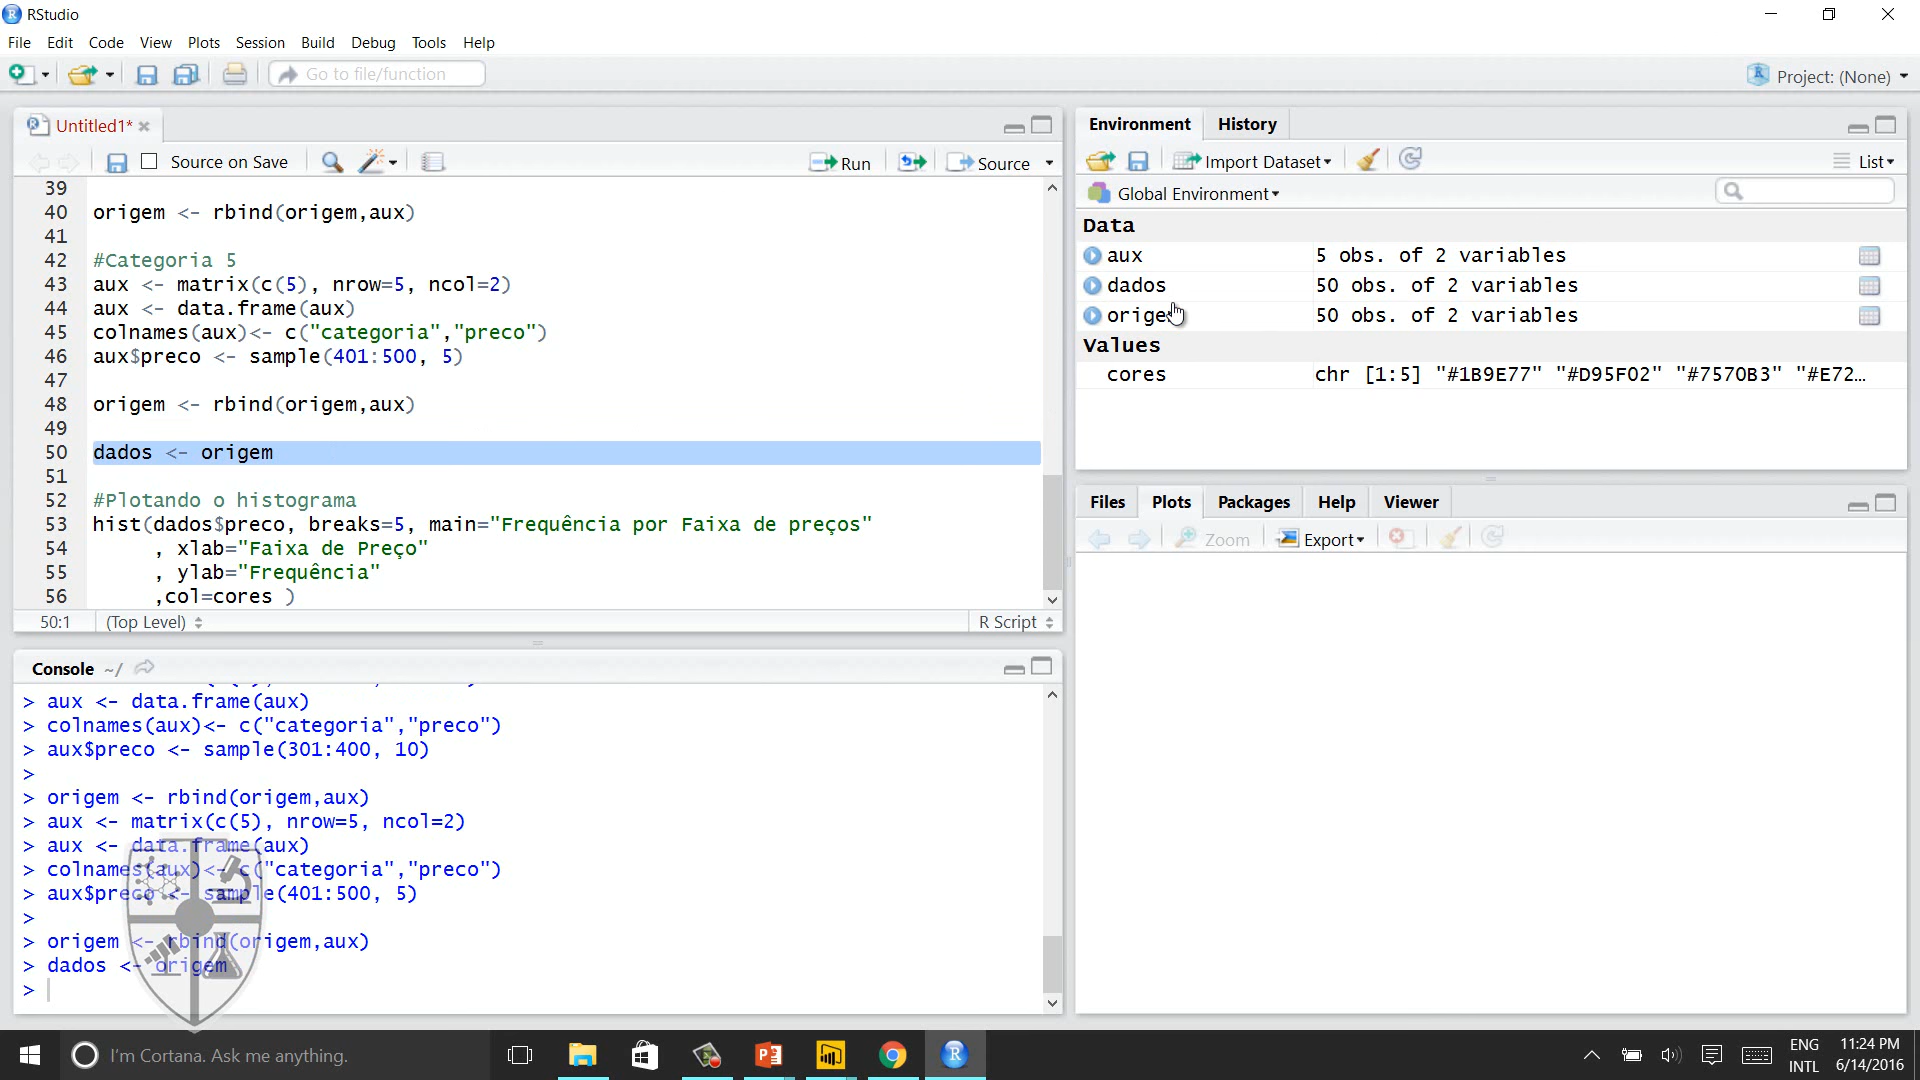 RStudio
File Edit Code View Plots Session Build Debug Tools Help
Go to file/function
Project: (None)
Untitled1*
Source on Save
Run
Source
39
40 origem <- rbind(origem,aux)
41
42 #Categoria 5
43 aux <- matrix(c(5), nrow=5, ncol=2)
44 aux <- data.frame(aux)
45 colnames(aux)<- c("categoria","preco")
46 aux$preco <- sample(401:500, 5)
47
48 origem <- rbind(origem,aux)
49
50 dados <- origem
51
52 #Plotando o histograma
53 hist(dados$preco, breaks=5, main="Frequência por Faixa de preços"
54 , xlab="Faixa de Preço"
55 , ylab="Frequência"
56 ,col=cores )
50:1 (Top Level) R Script
Console ~/
> aux <- data.frame(aux)
> colnames(aux)<- c("categoria","preco")
> aux$preco <- sample(301:400, 10)
>
> origem <- rbind(origem,aux)
> aux <- matrix(c(5), nrow=5, ncol=2)
> aux <- data.frame(aux)
> colnames(aux)<- c("categoria","preco")
> aux$preco <- sample(401:500, 5)
>
> origem <- rbind(origem,aux)
> dados <- origem
>
Environment History
Import Dataset
List
Global Environment
Data
aux 5 obs. of 2 variables
dados 50 obs. of 2 variables
50 obs. of 2 variables
Values
cores chr [1:5] "#1B9E77" "#D95F02" "#7570B3" "#E72…
Files Plots Packages Help Viewer
Zoom Export
I'm Cortana. Ask me anything.
ENG
INTL
11:24 PM
6/14/2016